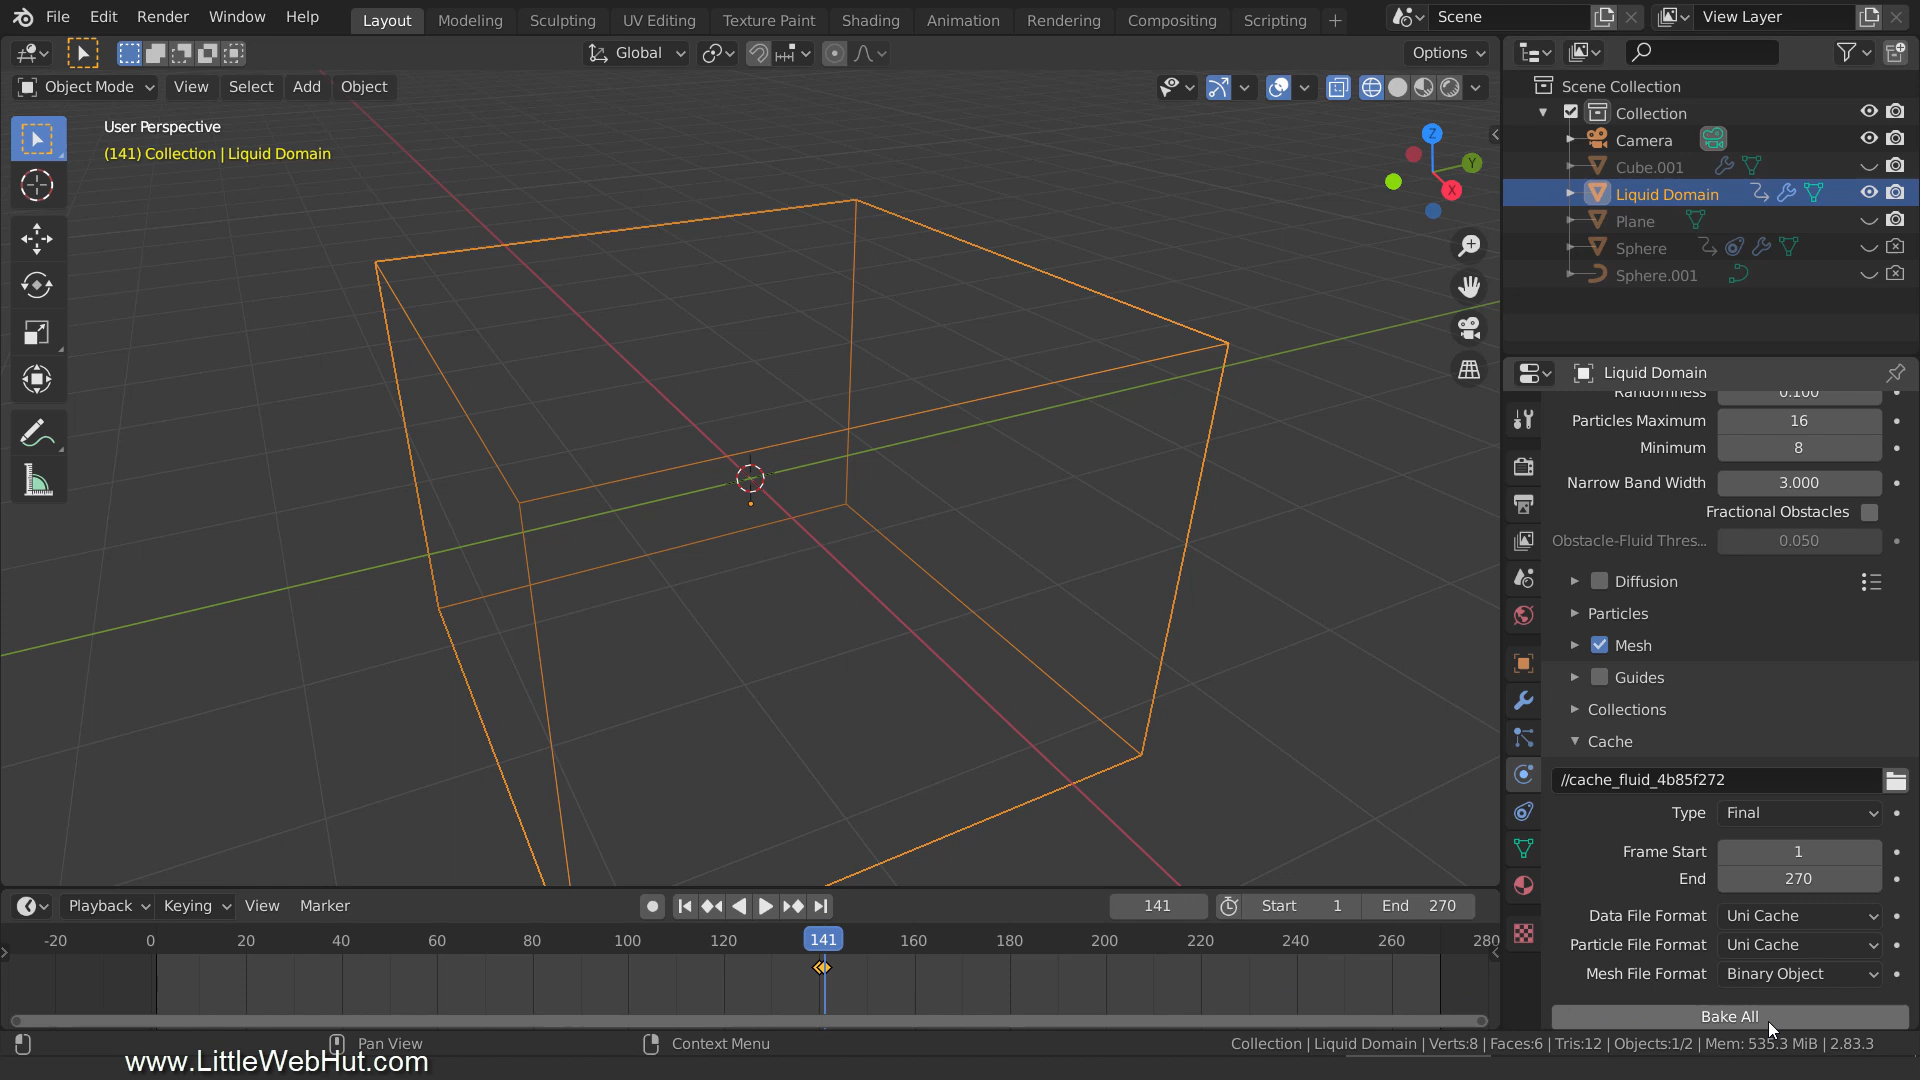 File Edit Render Window Help
Layout Modeling Sculpting UV Editing Texture Paint Shading Animation Rendering Compositing Scripting
Scene
View Layer
Global
Options
Object Mode View Select Add Object
User Perspective
(141) Collection | Liquid Domain
Z
Y
X
Scene Collection
Collection
Camera
Cube.001
Liquid Domain
Plane
Sphere
Sphere.001
Liquid Domain
Randomness 0.100
Particles Maximum 16
Minimum 8
Narrow Band Width 3.000
Fractional Obstacles
Obstacle-Fluid Thres... 0.050
Diffusion
Particles
Mesh
Guides
Collections
Cache
//cache_fluid_4b85f272
Type Final
Frame Start 1
End 270
Data File Format Uni Cache
Particle File Format Uni Cache
Mesh File Format Binary Object
Bake All
Playback Keying View Marker
141 Start 1 End 270
-20 0 20 40 60 80 100 120 141 160 180 200 220 240 260 280
Pan View
Context Menu
Collection | Liquid Domain | Verts:8 | Faces:6 | Tris:12 | Objects:1/2 | Mem: 535.3 MiB | 2.83.3
www.LittleWebHut.com